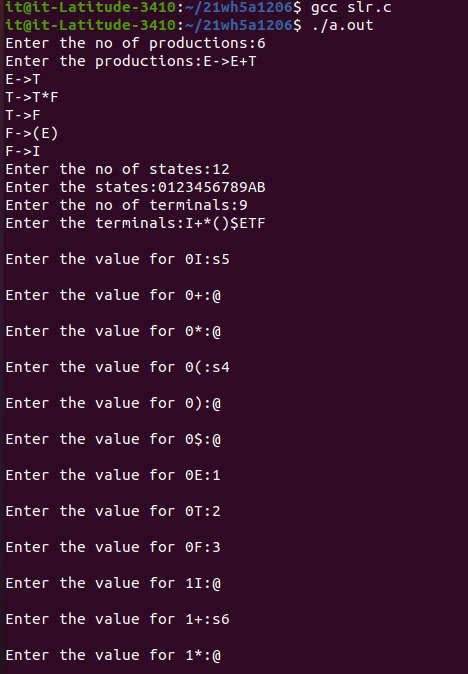 it@it-Latitude-3410:~/21wh5a1206$ gcc slr.c
it@it-Latitude-3410:~/21wh5a1206$ ./a.out
Enter the no of productions:6
Enter the productions:E->E+T
E->T
T->T*F
T->F
F->(E)
F->I
Enter the no of states:12
Enter the states:0123456789AB
Enter the no of terminals:9
Enter the terminals:I+*()$ETF
Enter the value for 0I:s5
Enter the value for 0+:@
Enter the value for 0*:@
Enter the value for 0(:s4
Enter the value for 0):@
Enter the value for 0$:@
Enter the value for 0E:1
Enter the value for 0T:2
Enter the value for 0F:3
Enter the value for 1I:@
Enter the value for 1+:s6
Enter the value for 1*:@